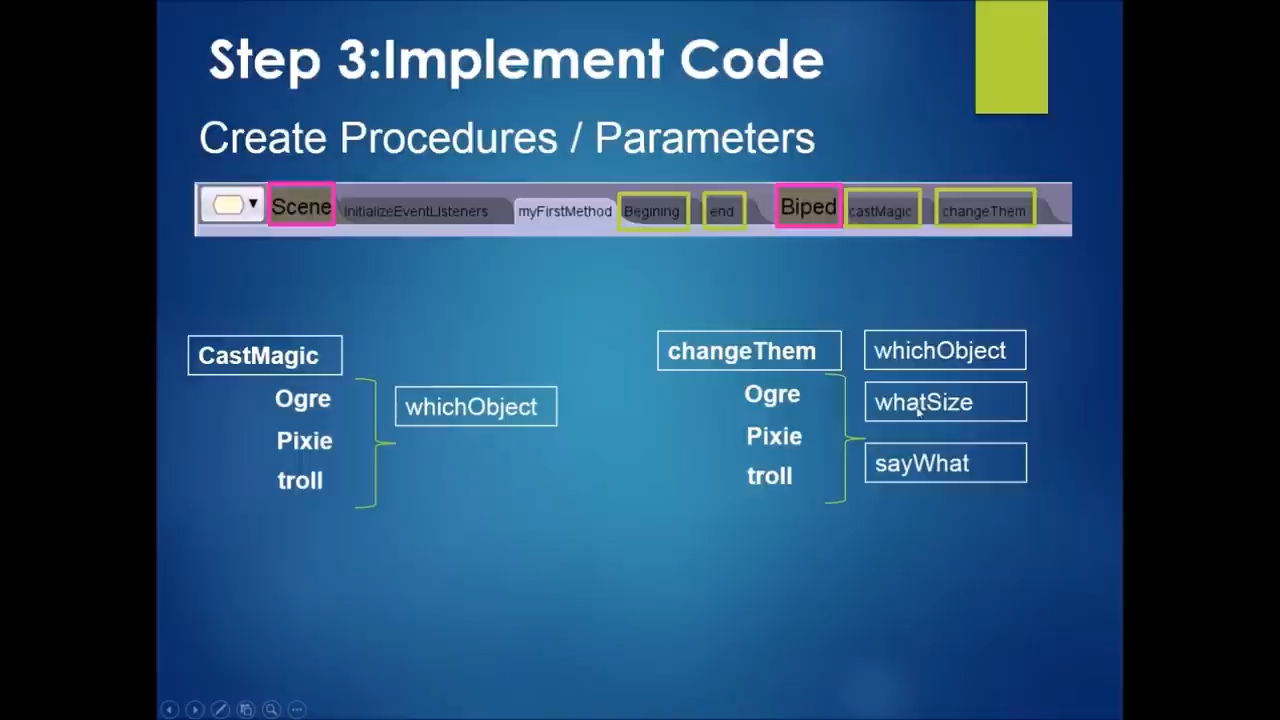 Step 3:Implement Code
Create Procedures / Parameters
Scene InitializeEventListeners myFirstMethod Begining end Biped castMagic changeThem
CastMagic
Ogre
Pixie
troll
whichObject
changeThem
Ogre
Pixie
troll
whichObject
whatSize
sayWhat